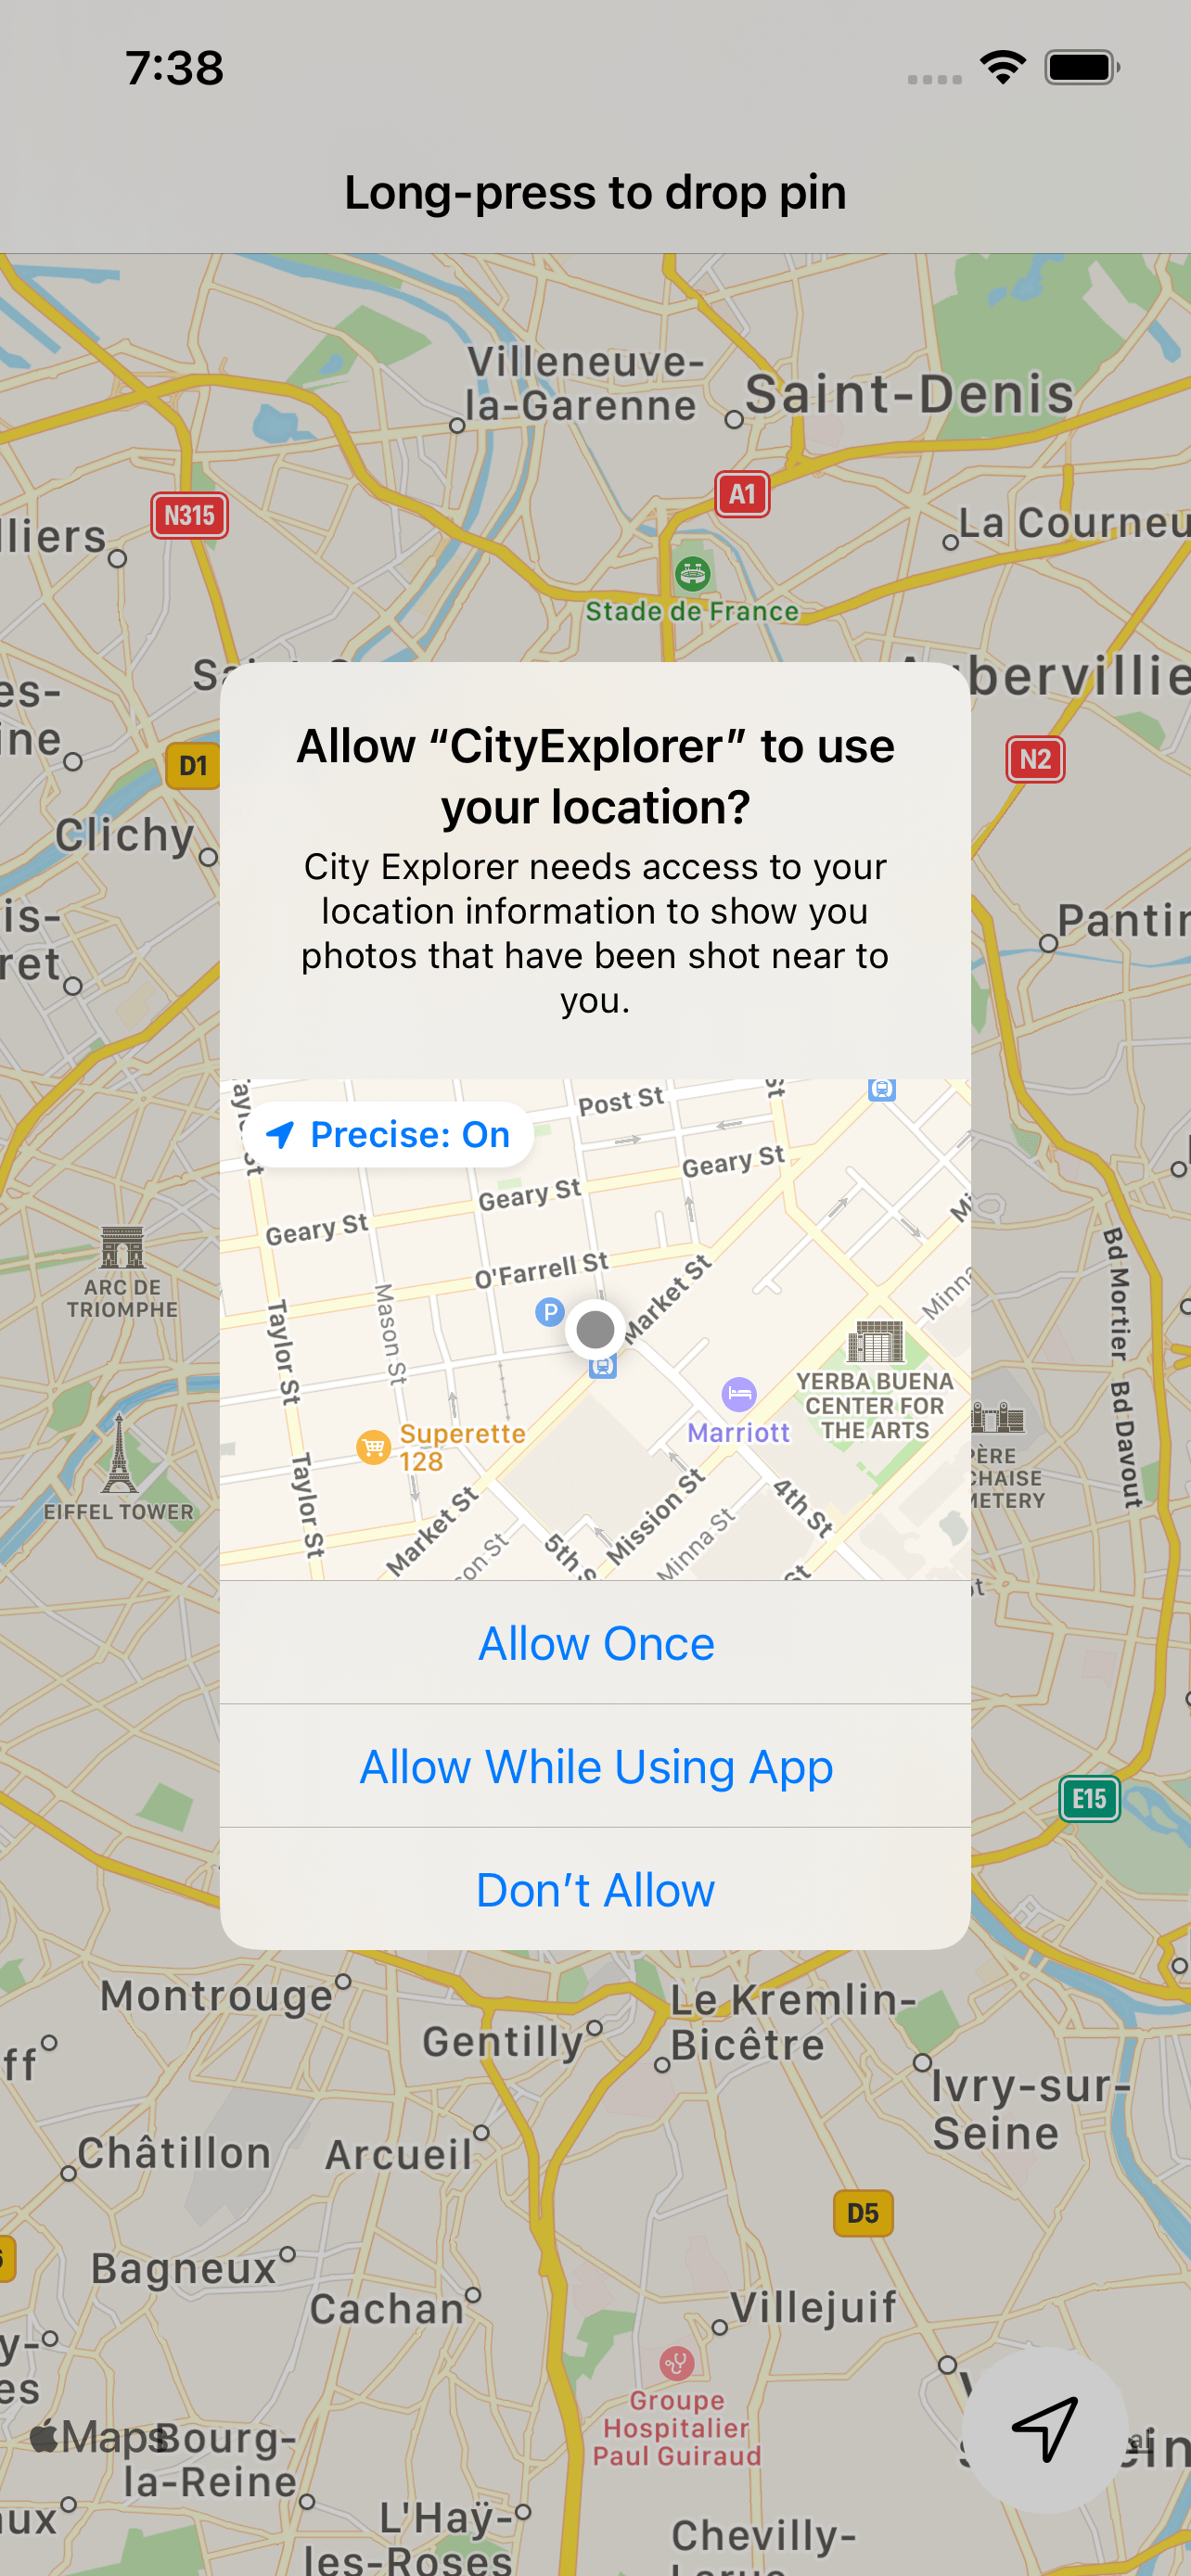 7:38
Long-press to drop pin
Villeneuve-
la-Garenne
Saint-Denis
A1
N315
La Courneu
lliers
Stade de France
bervillie
es-
ine
N2
D1
Clichy
is-
ret
Pantin
Allow “CityExplorer” to use
your location?
City Explorer needs access to your
location information to show you
photos that have been shot near to
you.
Precise: On
Post St
Geary St
Geary St
Geary St
O'Farrell St
Market St
Mason St
Taylor St
P
Minna
YERBA BUENA
CENTER FOR
THE ARTS
Marriott
Superette
128
Taylor St
Market St
Mission St
Minna St
4th St
5th S
son St
St
Allow Once
Allow While Using App
Don’t Allow
ARC DE
TRIOMPHE
EIFFEL TOWER
Bd Mortier
Bd Davout
PÈRE
CHAISE
METERY
E15
Montrouge
Gentilly
Le Kremlin-
Bicêtre
ff
Ivry-sur-
Seine
Châtillon
Arcueil
D5
Bagneux
Cachan
Villejuif
y-
es
Groupe
Hospitalier
Paul Guiraud
Maps
Bourg-
la-Reine
ux
L'Haÿ-
les-Roses
Chevilly-